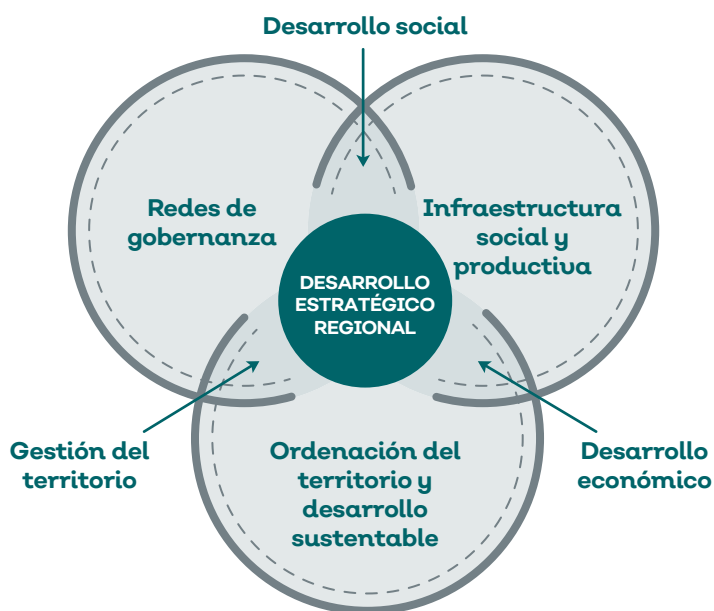 Desarrollo social
Redes de
gobernanza
Infraestructura
social y
productiva
DESARROLLO
ESTRATÉGICO
REGIONAL
Gestión del
territorio
Ordenación del
territorio y
desarrollo
sustentable
Desarrollo
económico